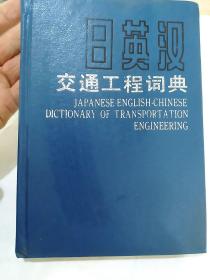 日英汉
交通工程词典
JAPANESE-ENGLISH-CHINESE
DICTIONARY OF TRANSPORTATION
ENGINEERING